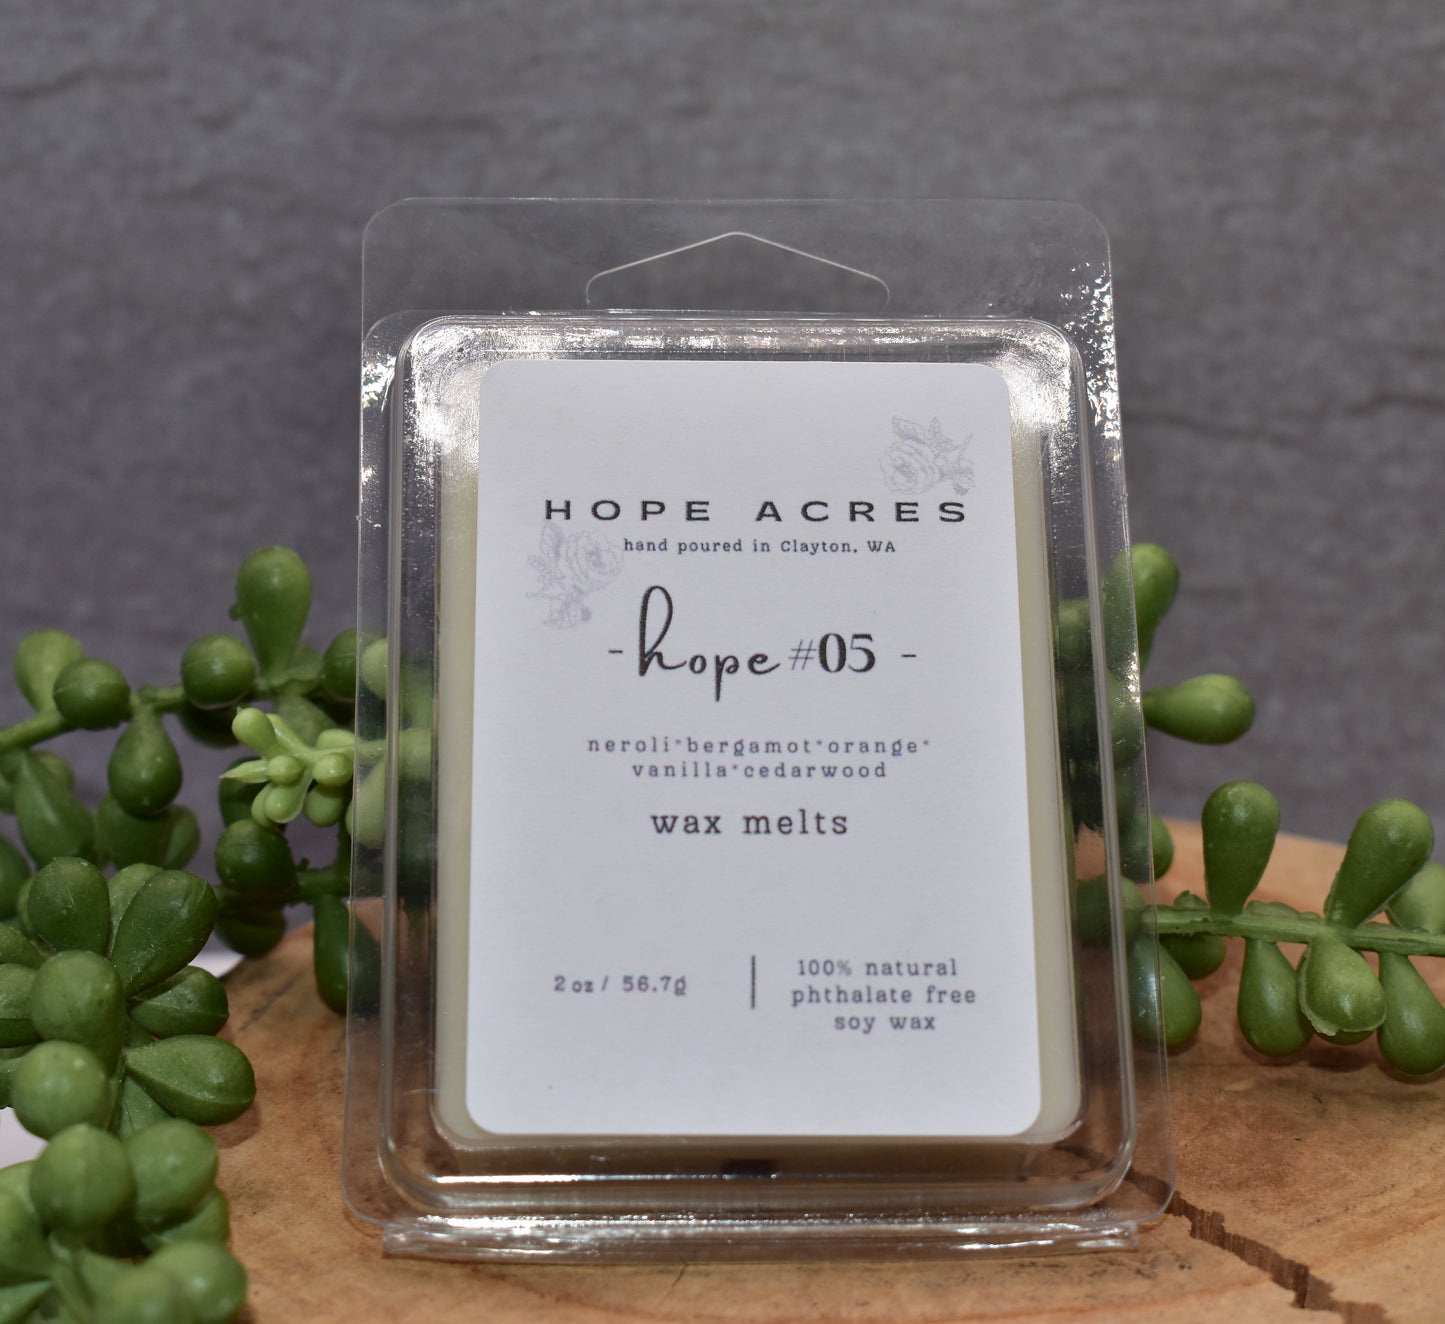 HOPE ACRES
hand poured in Clayton, WA
- hope #05 -
neroli*bergamot*orange*
vanilla*cedarwood
wax melts
2 oz / 56.7g
100% natural
phthalate free
soy wax